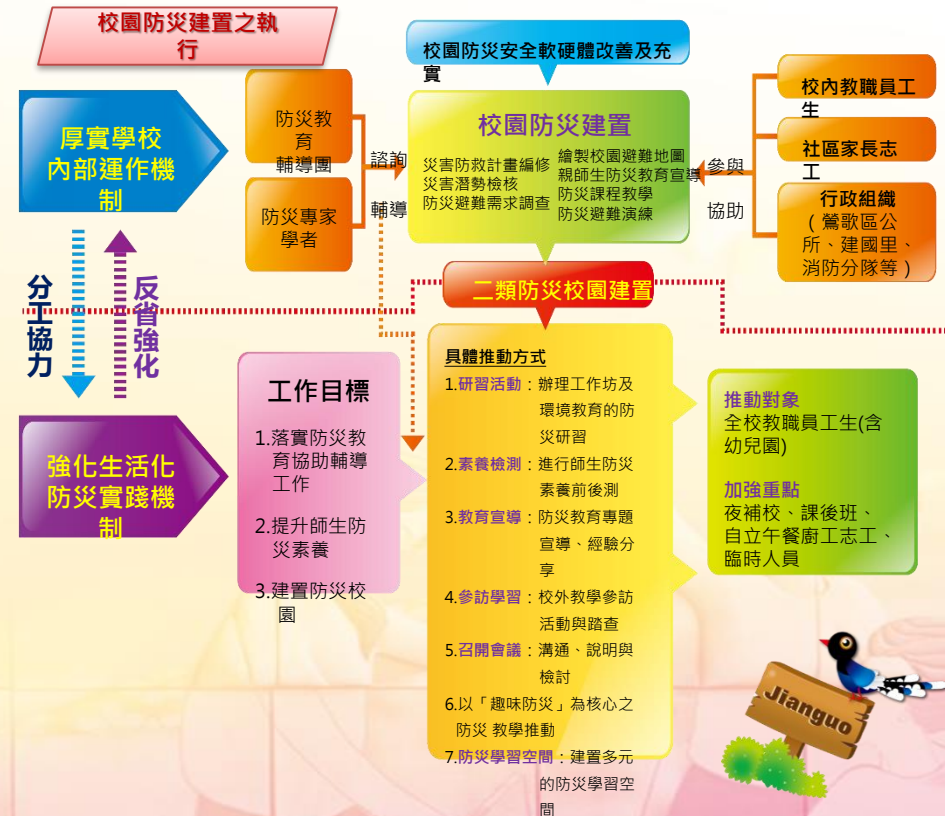 校園防災建置之執
行
校園防災安全軟硬體改善及充
實
厚實學校
內部運作機
制
防災教
育
輔導團
防災專家
學者
諮詢
輔導
校園防災建置
災害防救計畫編修
災害潛勢檢核
防災避難需求調查
繪製校園避難地圖
親師生防災教育宣導
防災課程教學
防災避難演練
參與
協助
校內教職員工
生
社區家長志
工
行政組織
(鶯歌區公
所、建國里、
消防分隊等)
二類防災校園建置
分工協力
反省強化
強化生活化
防災實踐機
制
工作目標
1.落實防災教
育協助輔導
工作
2.提升師生防
災素養
3.建置防災校
園
具體推動方式
1.研習活動：辦理工作坊及
環境教育的防
災研習
2.素養檢測：進行師生防災
素養前後測
3.教育宣導：防災教育專題
宣導、經驗分
享
4.參訪學習：校外教學參訪
活動與踏查
5.召開會議：溝通、說明與
檢討
6.以「趣味防災」為核心之
防災 教學推動
7.防災學習空間：建置多元
的防災學習空
間
推動對象
全校教職員工生(含
幼兒園)
加強重點
夜補校、課後班、
自立午餐廚工志工、
臨時人員
Jianguo